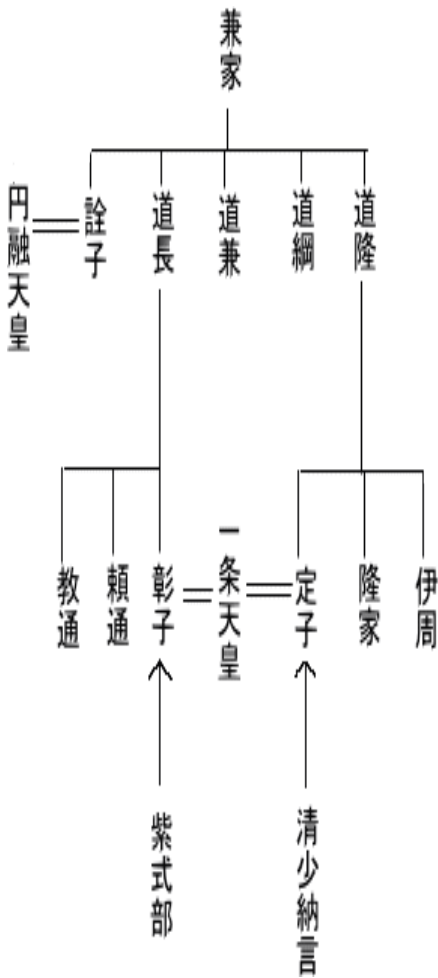 兼家
道隆
道綱
道兼
道長
詮子
円融天皇
伊周
隆家
定子
一条天皇
彰子
頼通
教通
清少納言
紫式部